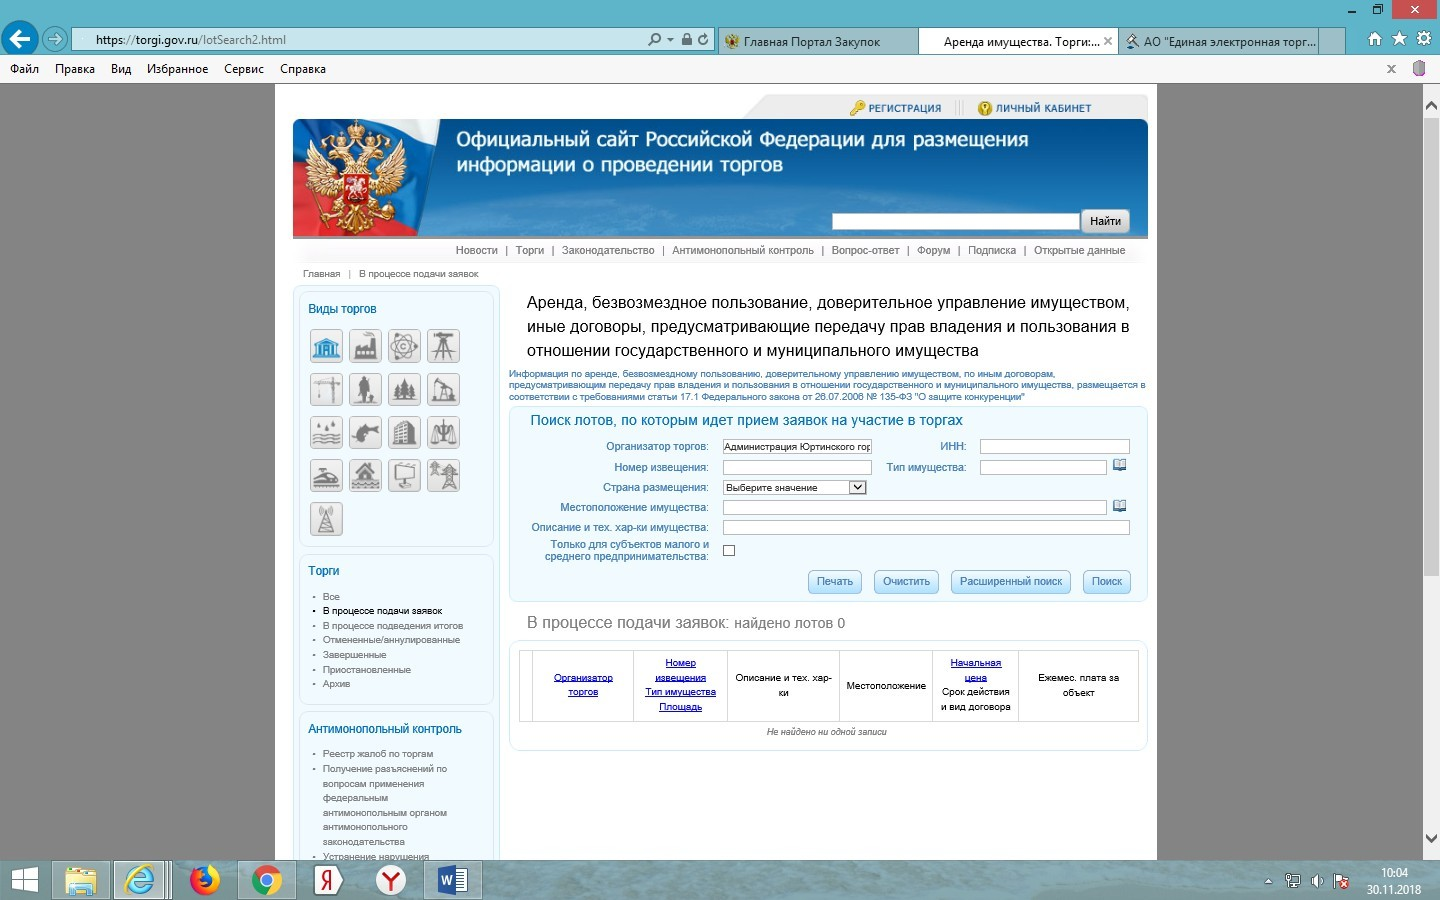 https://torgi.gov.ru/lotSearch2.html
Главная Портал Закупок
Аренда имущества. Торги:...
АО "Единая электронная торг...
Файл Правка Вид Избранное Сервис Справка
РЕГИСТРАЦИЯ
ЛИЧНЫЙ КАБИНЕТ
Официальный сайт Российской Федерации для размещения
информации о проведении торгов
Найти
Новости | Торги | Законодательство | Антимонопольный контроль | Вопрос-ответ | Форум | Подписка | Открытые данные
Главная | В процессе подачи заявок
Виды торгов
Торги
Все
В процессе подачи заявок
В процессе подведения итогов
Отмененные/аннулированные
Завершенные
Приостановленные
Архив
Антимонопольный контроль
Реестр жалоб по торгам
Получение разъяснений по
вопросам применения
федеральным
антимонопольным органом
антимонопольного
законодательства
Устранение нарушения
Аренда, безвозмездное пользование, доверительное управление имуществом,
иные договоры, предусматривающие передачу прав владения и пользования в
отношении государственного и муниципального имущества
Информация по аренде, безвозмездному пользованию, доверительному управлению имуществом, по иным договорам,
предусматривающим передачу прав владения и пользования в отношении государственного и муниципального имущества, размещается в
соответствии с требованиями статьи 17.1 Федерального закона от 26.07.2006 № 135-ФЗ "О защите конкуренции"
Поиск лотов, по которым идет прием заявок на участие в торгах
Организатор торгов: Администрация Юртинского гор ИНН:
Номер извещения: Тип имущества:
Страна размещения: Выберите значение
Местоположение имущества:
Описание и тех. хар-ки имущества:
Только для субъектов малого и
среднего предпринимательства:
Печать Очистить Расширенный поиск Поиск
В процессе подачи заявок: найдено лотов 0
Организатор
торгов
Номер
извещения
Тип имущества
Площадь
Описание и тех. хар-
ки
Местоположение
Начальная
цена
Срок действия
и вид договора
Ежемес. плата за
объект
Не найдено ни одной записи
10:04
30.11.2018